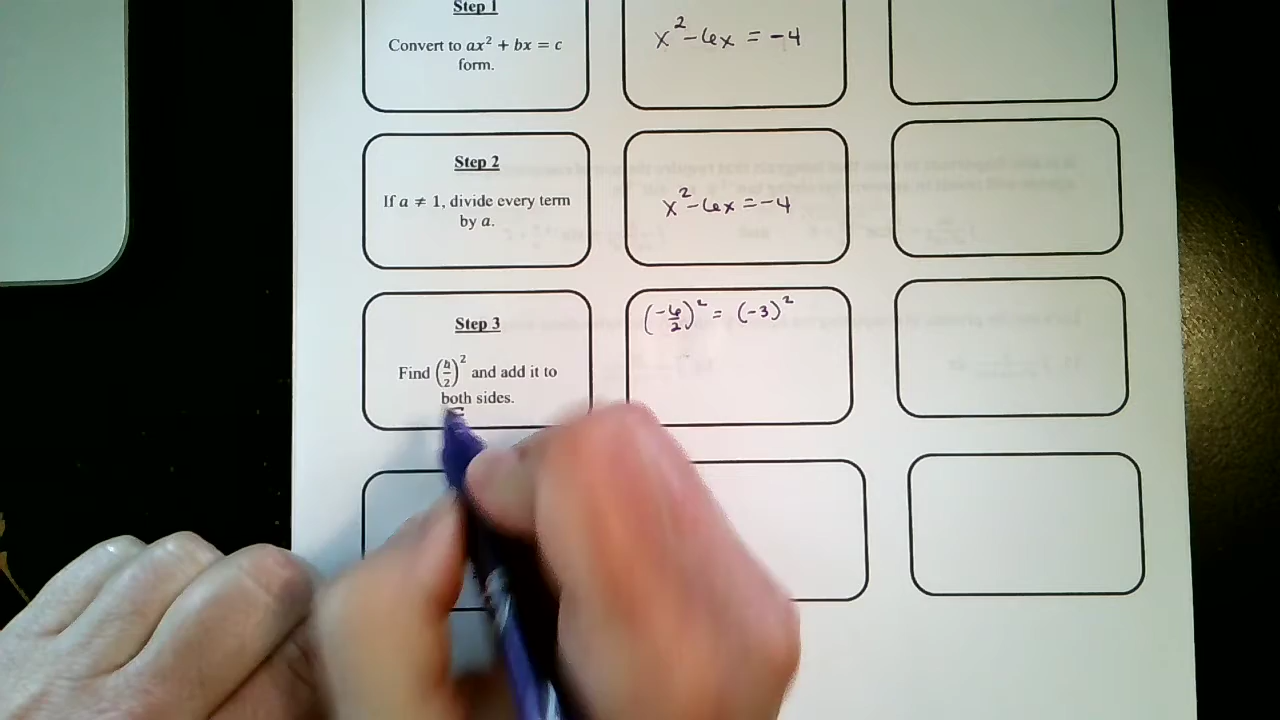 Step 1
Convert to ax² + bx = c
form.
x² - 6x = -4
Step 2
If a ≠ 1, divide every term
by a.
x² - 6x = -4
Step 3
Find (b/2)² and add it to
both sides.
(-6/2)² = (-3)²